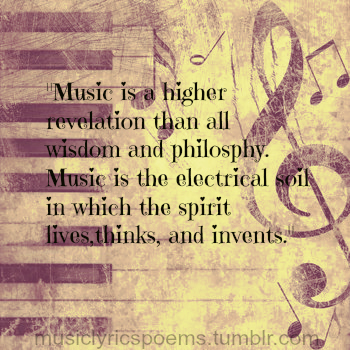 "Music is a higher
revelation than all
wisdom and philosphy.
Music is the electrical soil
in which the spirit
lives,thinks, and invents."
musiclyricspoems.tumblr.com